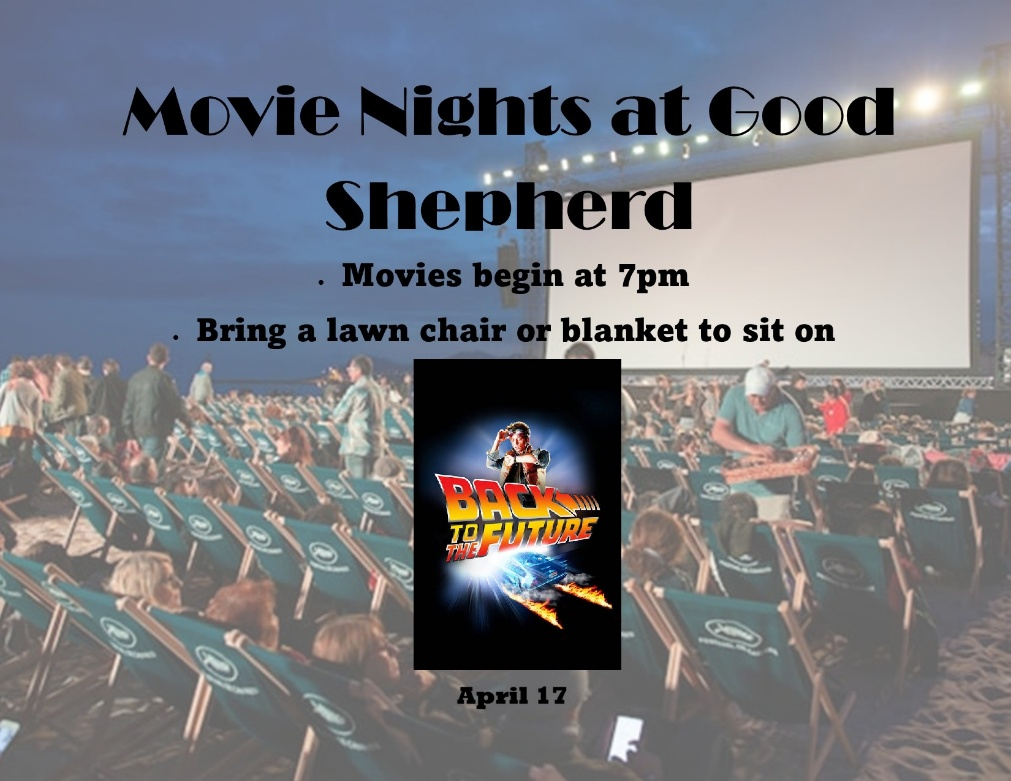 Movie Nights at Good
Shepherd
. Movies begin at 7pm
. Bring a lawn chair or blanket to sit on
BACK
TO
THE FUTURE
April 17